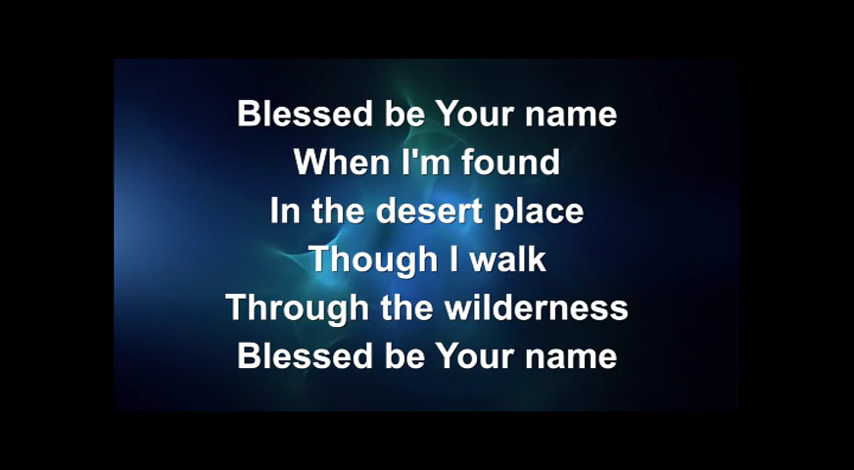 Blessed be Your name
When I'm found
In the desert place
Though I walk
Through the wilderness
Blessed be Your name